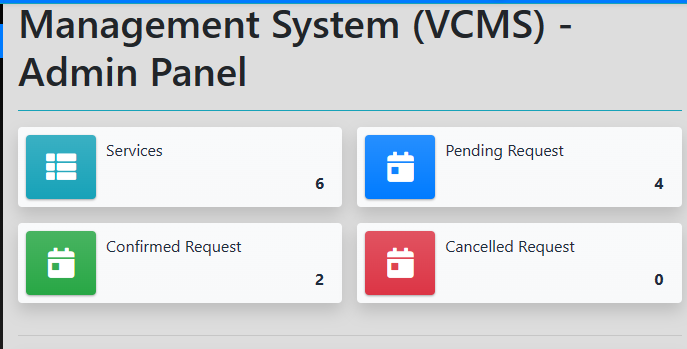 Management System (VCMS) -
Admin Panel
Services
6
Pending Request
4
Confirmed Request
2
Cancelled Request
0